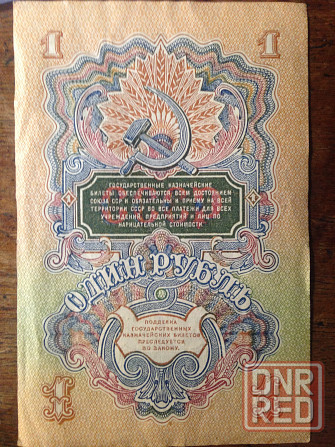 1 1
ГОСУДАРСТВЕННЫЕ КАЗНАЧЕЙСКИЕ
БИЛЕТЫ ОБЕСПЕЧИВАЮТСЯ ВСЕМ ДОСТОЯНИЕМ
СОЮЗА ССР И ОБЯЗАТЕЛЬНЫ К ПРИЕМУ НА ВСЕЙ
ТЕРРИТОРИИ СССР ВО ВСЕ ПЛАТЕЖИ ДЛЯ ВСЕХ
УЧРЕЖДЕНИЙ, ПРЕДПРИЯТИЙ И ЛИЦ ПО
НАРИЦАТЕЛЬНОЙ СТОИМОСТИ
1 1
ОДИН РУБЛЬ
ПОДДЕЛКА
ГОСУДАРСТВЕННЫХ
КАЗНАЧЕЙСКИХ БИЛЕТОВ
ПРЕСЛЕДУЕТСЯ
ПО ЗАКОНУ.
1
DNR
RED